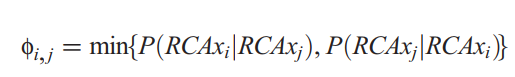 ϕi,j = min{P(RCAxi|RCAxj), P(RCAxj|RCAxi)}